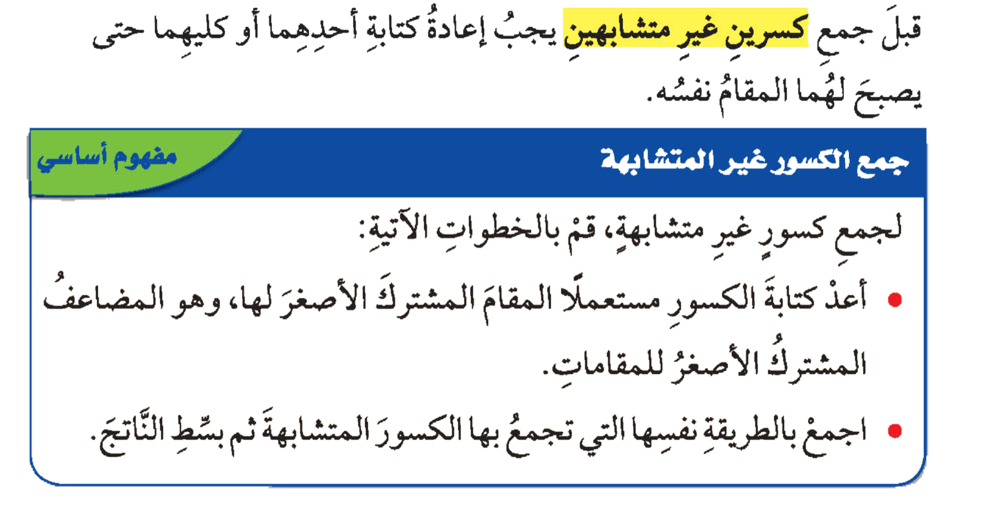 قبلَ جمعِ كسرينِ غيرِ متشابهينِ يجبُ إعادةُ كتابةِ أحدِهِما أو كليهِما حتى
يصبحَ لهُما المقامُ نفسُه.
جمع الكسور غير المتشابهة
مفهوم أساسي
لجمعِ كسورٍ غيرِ متشابهةٍ، قمْ بالخطواتِ الآتيةِ:
• أعدْ كتابةَ الكسورِ مستعملًا المقامَ المشتركَ الأصغرَ لها، وهو المضاعفُ
المشتركُ الأصغرُ للمقاماتِ.
• اجمعْ بالطريقةِ نفسِها التي تجمعُ بها الكسورَ المتشابهةَ ثم بسِّطِ النَّاتجَ.